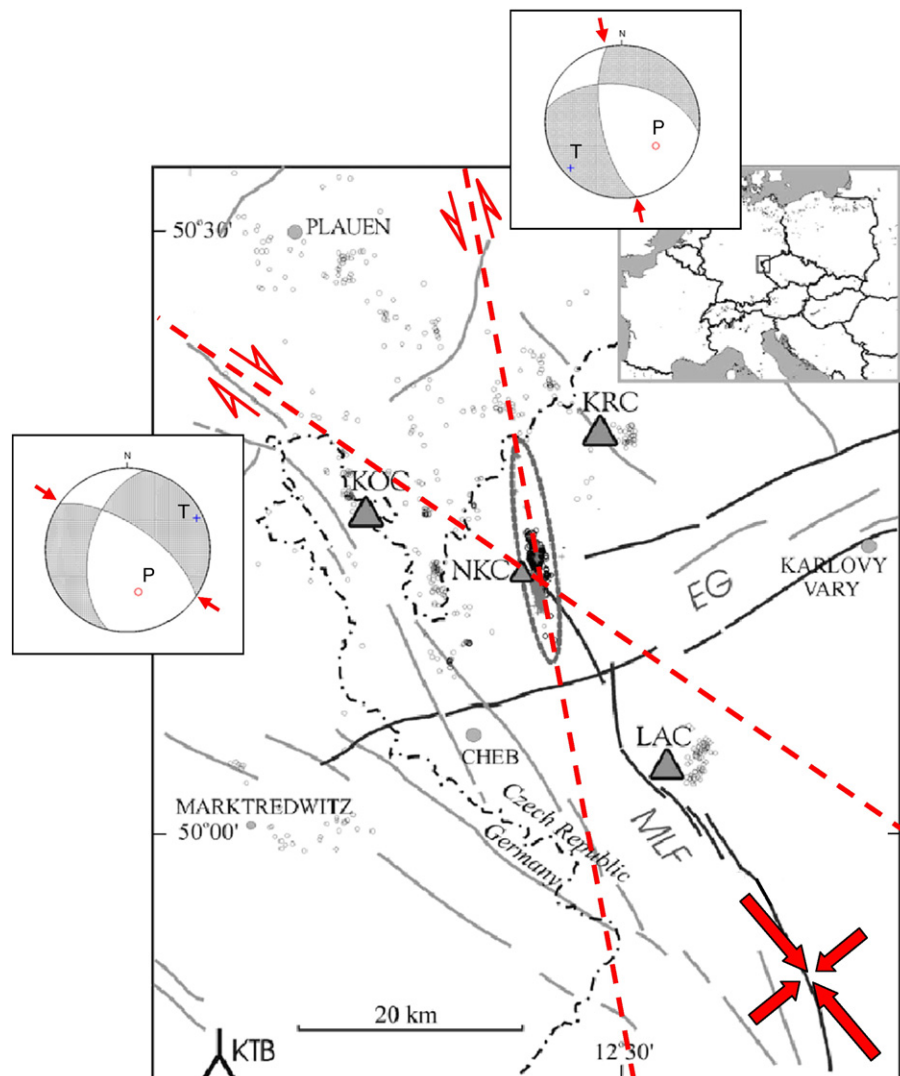 N
P
T
50°30'
PLAUEN
KRC
N
T
P
KOC
NKC
EG
KARLOVY
VARY
CHEB
LAC
MARKTREDWITZ
50°00'
Czech Republic
Germany
MLF
20 km
KTB
12°30'